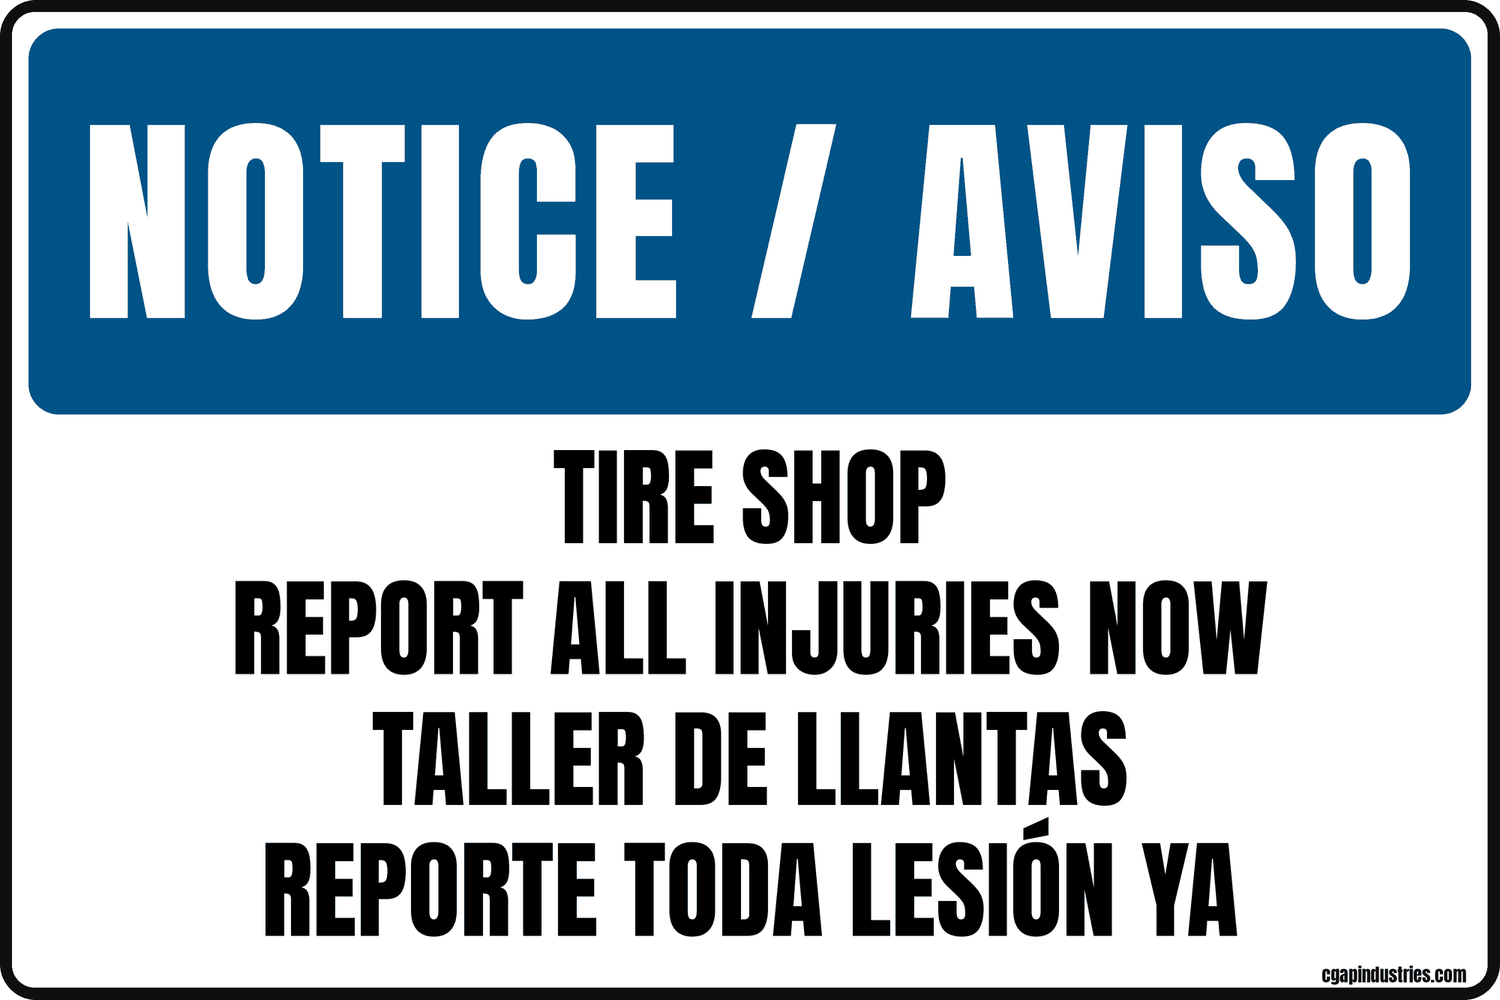 NOTICE / AVISO
TIRE SHOP
REPORT ALL INJURIES NOW
TALLER DE LLANTAS
REPORTE TODA LESIÓN YA
cgapindustries.com